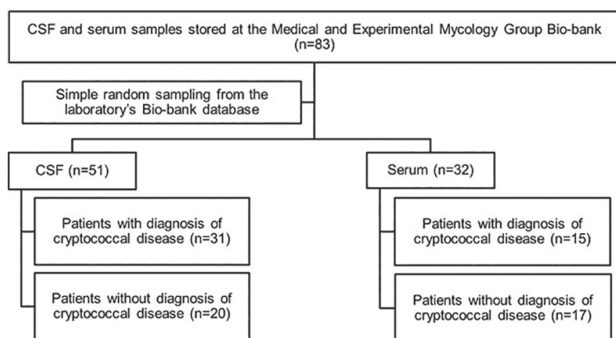 CSF and serum samples stored at the Medical and Experimental Mycology Group Bio-bank
(n=83)
Simple random sampling from the
laboratory's Bio-bank database
CSF (n=51)
Serum (n=32)
Patients with diagnosis of
cryptococcal disease (n=31)
Patients with diagnosis of
cryptococcal disease (n=15)
Patients without diagnosis of
cryptococcal disease (n=20)
Patients without diagnosis of
cryptococcal disease (n=17)